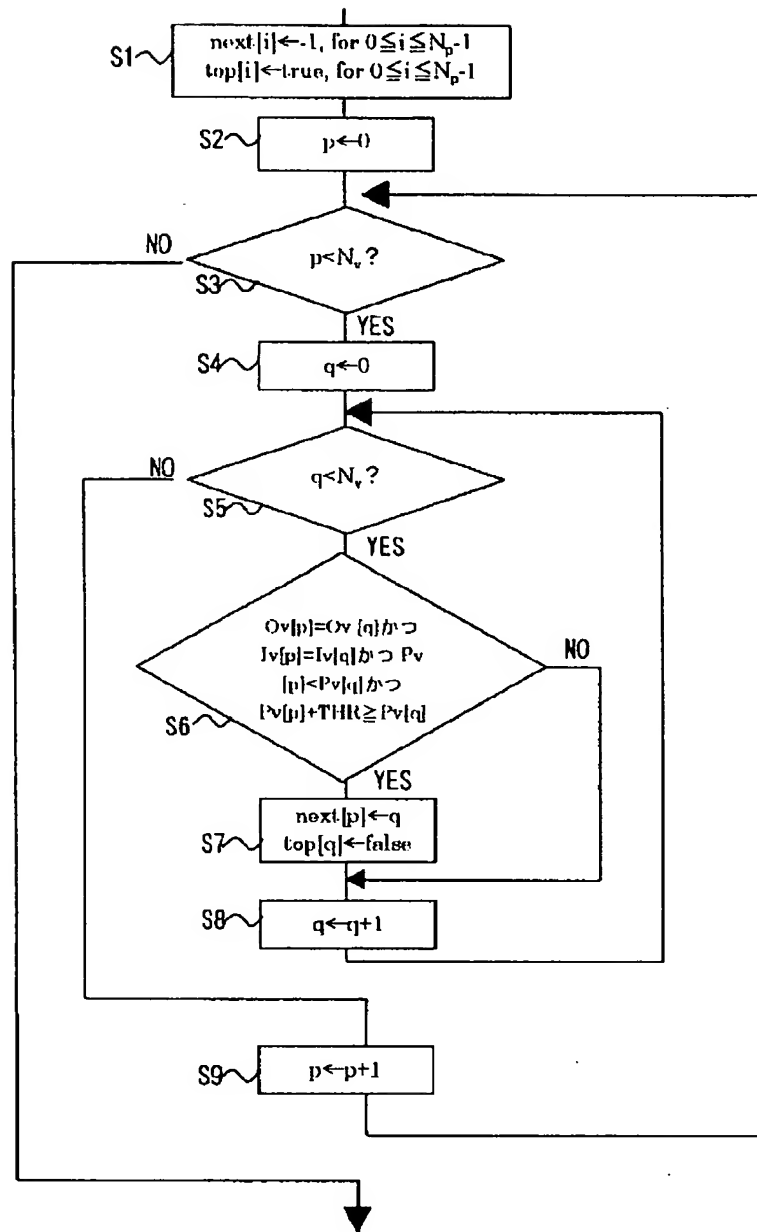 S1
next[i]←-1, for 0≦i≦Np-1
top[i]←true, for 0≦i≦Np-1
S2
p←0
NO
p<Nv?
S3
YES
S4
q←0
NO
q<Nv?
S5
YES
Ov[p]=Ov[q]かつ
Iv[p]=Iv[q]かつ Pv
[p]<Pv[q]かつ
Pv[p]+THR≧Pv[q]
NO
S6
YES
S7
next[p]←q
top[q]←false
S8
q←q+1
S9
p←p+1